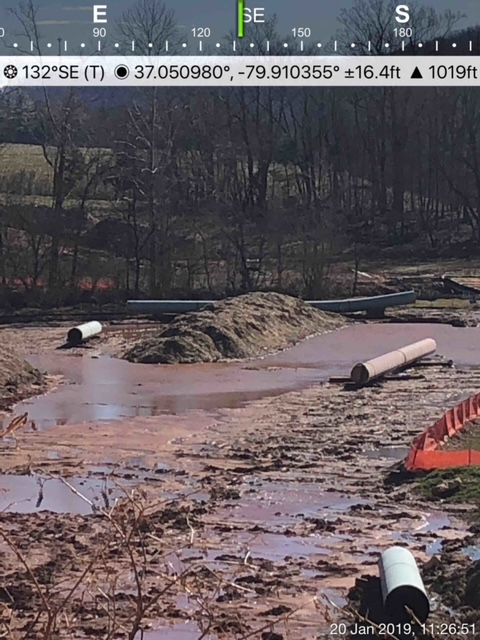 E SE S
90 120 150 180
132°SE (T) 37.050980°, -79.910355° ±16.4ft ▲ 1019ft
20 Jan 2019, 11:26:51